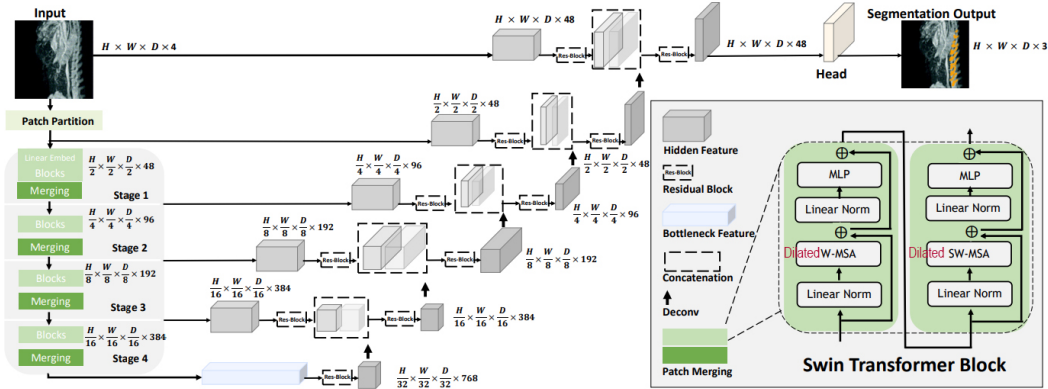 Input
H × W × D × 4
Patch Partition
Linear Embed
Blocks
Merging
H/2 × W/2 × D/2 × 48
Stage 1
Blocks
Merging
H/4 × W/4 × D/4 × 96
Stage 2
Blocks
Merging
H/8 × W/8 × D/8 × 192
Stage 3
Blocks
Merging
H/16 × W/16 × D/16 × 384
Stage 4
H × W × D × 48
Res-Block
Res-Block
H × W × D × 48
Head
Segmentation Output
H × W × D × 3
H/2 × W/2 × D/2 × 48
Res-Block
Res-Block
H/2 × W/2 × D/2 × 48
H/4 × W/4 × D/4 × 96
Res-Block
Res-Block
H/4 × W/4 × D/4 × 96
H/8 × W/8 × D/8 × 192
Res-Block
Res-Block
H/8 × W/8 × D/8 × 192
H/16 × W/16 × D/16 × 384
Res-Block
Res-Block
H/16 × W/16 × D/16 × 384
Res-Block
H/32 × W/32 × D/32 × 768
Hidden Feature
Res-Block
Residual Block
Bottleneck Feature
Concatenation
Deconv
Patch Merging
MLP
Linear Norm
Dilated W-MSA
Linear Norm
MLP
Linear Norm
Dilated SW-MSA
Linear Norm
Swin Transformer Block